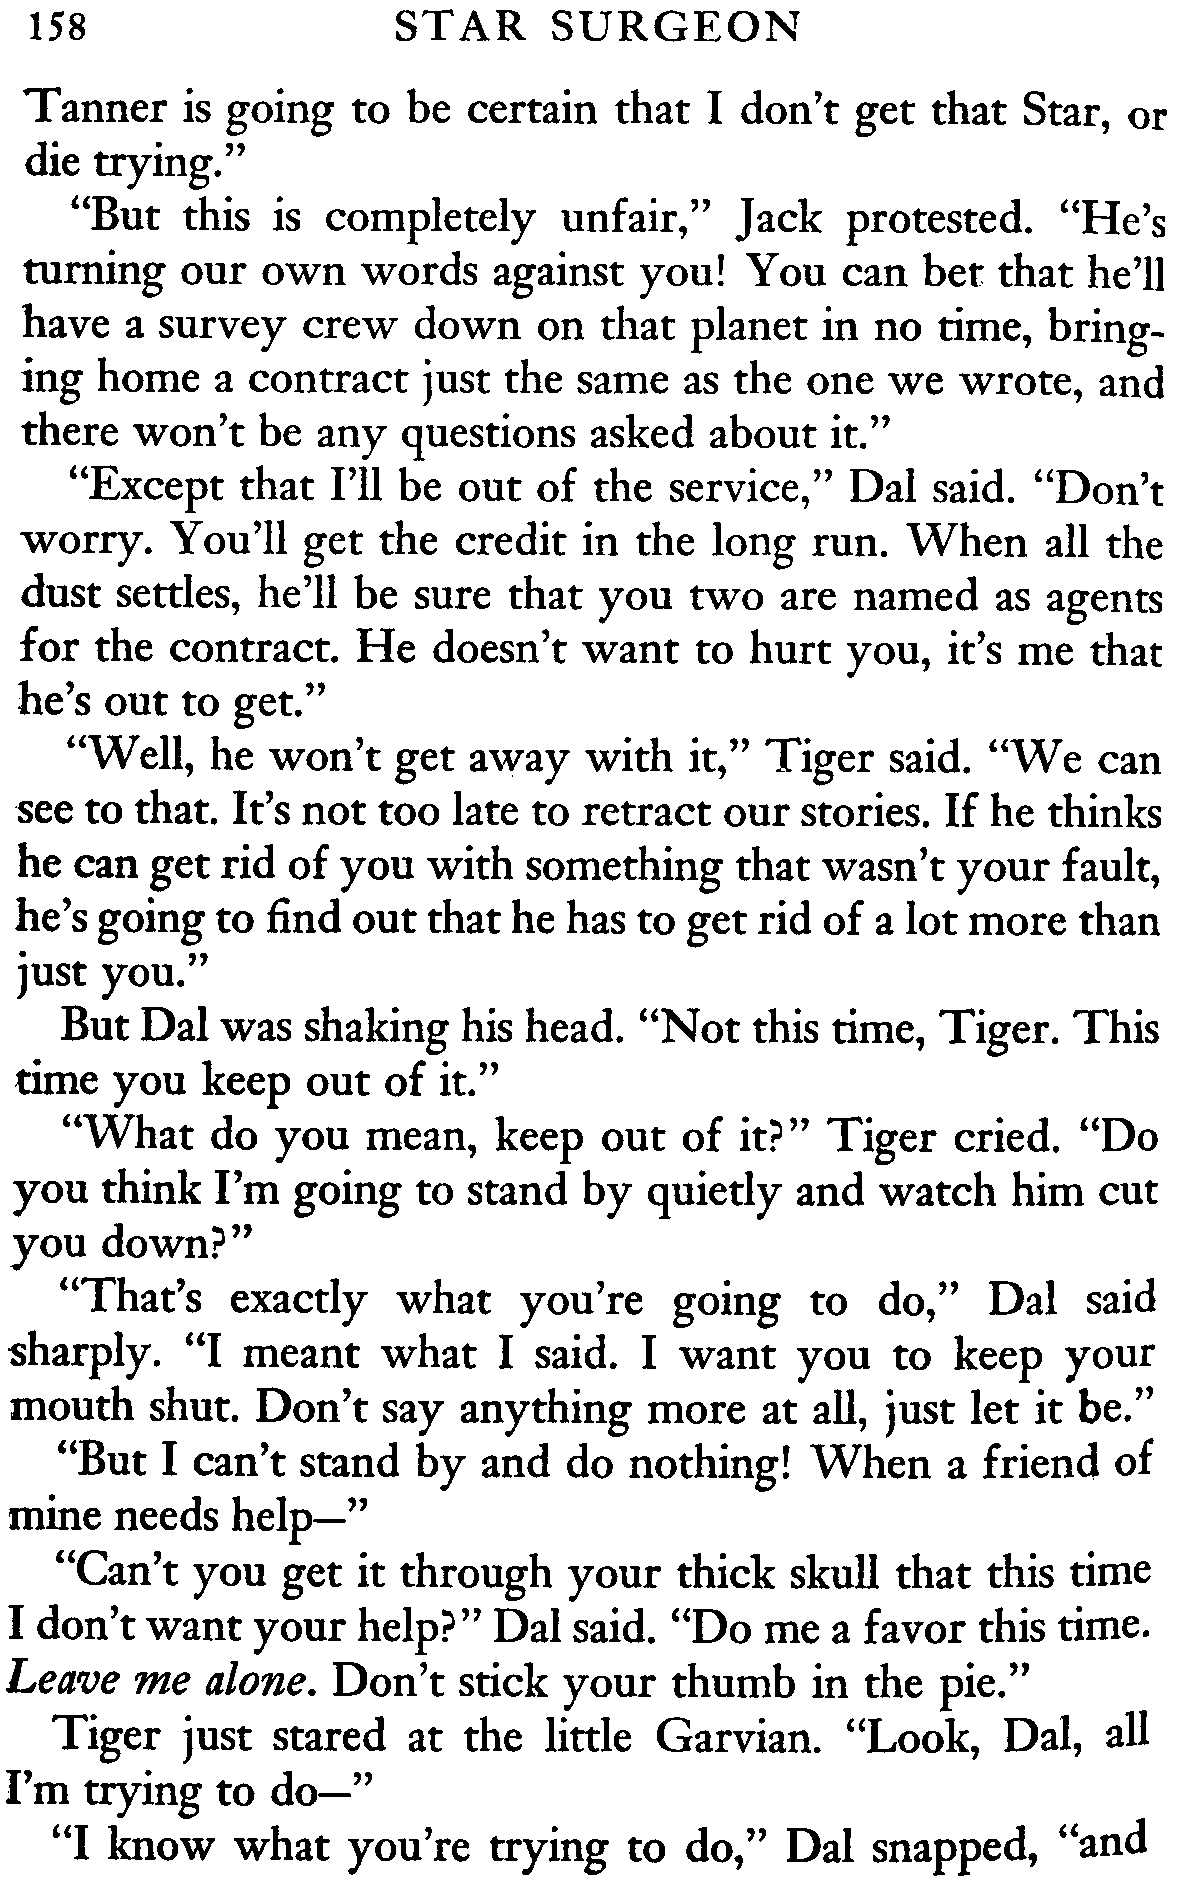 158 STAR SURGEON
Tanner is going to be certain that I don't get that Star, or
die trying."
"But this is completely unfair," Jack protested. "He's
turning our own words against you! You can bet that he'll
have a survey crew down on that planet in no time, bring-
ing home a contract just the same as the one we wrote, and
there won't be any questions asked about it."
"Except that I'll be out of the service," Dal said. "Don't
worry. You'll get the credit in the long run. When all the
dust settles, he'll be sure that you two are named as agents
for the contract. He doesn't want to hurt you, it's me that
he's out to get."
"Well, he won't get away with it," Tiger said. "We can
see to that. It's not too late to retract our stories. If he thinks
he can get rid of you with something that wasn't your fault,
he's going to find out that he has to get rid of a lot more than
just you."
But Dal was shaking his head. "Not this time, Tiger. This
time you keep out of it."
"What do you mean, keep out of it?" Tiger cried. "Do
you think I'm going to stand by quietly and watch him cut
you down?"
"That's exactly what you're going to do," Dal said
sharply. "I meant what I said. I want you to keep your
mouth shut. Don't say anything more at all, just let it be."
"But I can't stand by and do nothing! When a friend of
mine needs help—"
"Can't you get it through your thick skull that this time
I don't want your help?" Dal said. "Do me a favor this time.
Leave me alone. Don't stick your thumb in the pie."
Tiger just stared at the little Garvian. "Look, Dal, all
I'm trying to do—"
"I know what you're trying to do," Dal snapped, "and